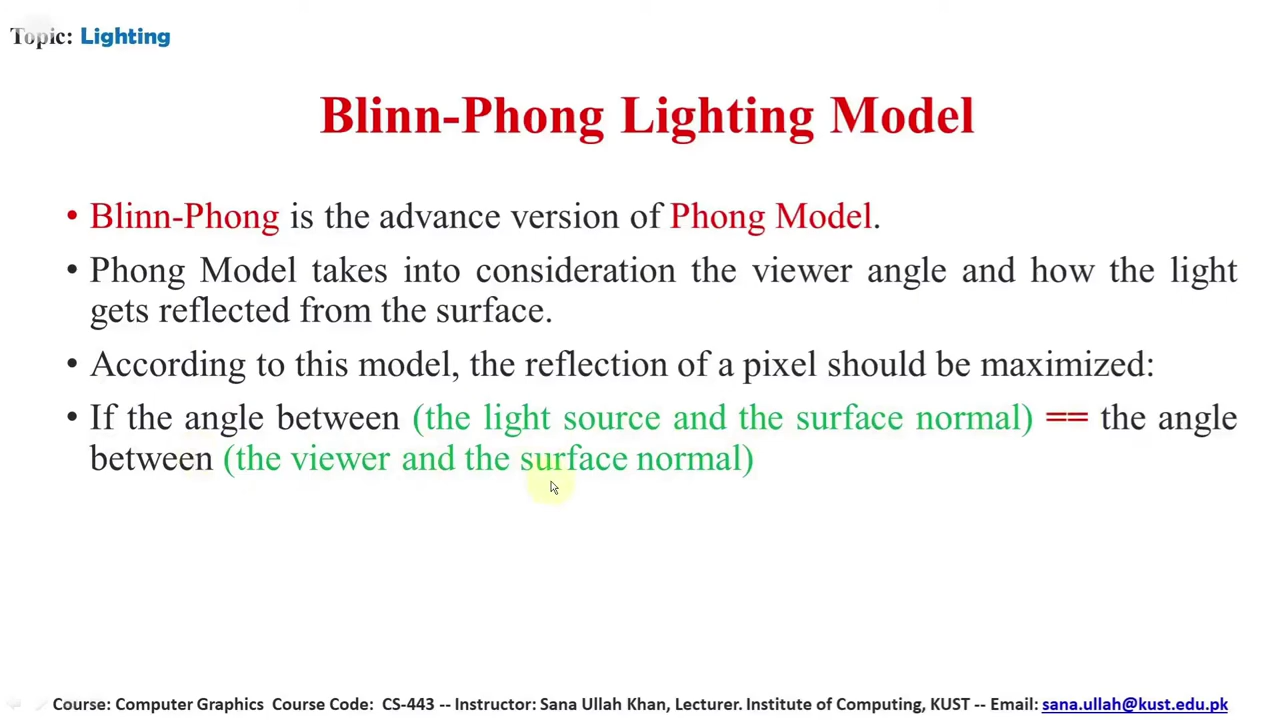 Topic: Lighting
Blinn-Phong Lighting Model
• Blinn-Phong is the advance version of Phong Model.
• Phong Model takes into consideration the viewer angle and how the light
gets reflected from the surface.
• According to this model, the reflection of a pixel should be maximized:
• If the angle between (the light source and the surface normal) == the angle
between (the viewer and the surface normal)
Course: Computer Graphics Course Code: CS-443 -- Instructor: Sana Ullah Khan, Lecturer. Institute of Computing, KUST -- Email: sana.ullah@kust.edu.pk